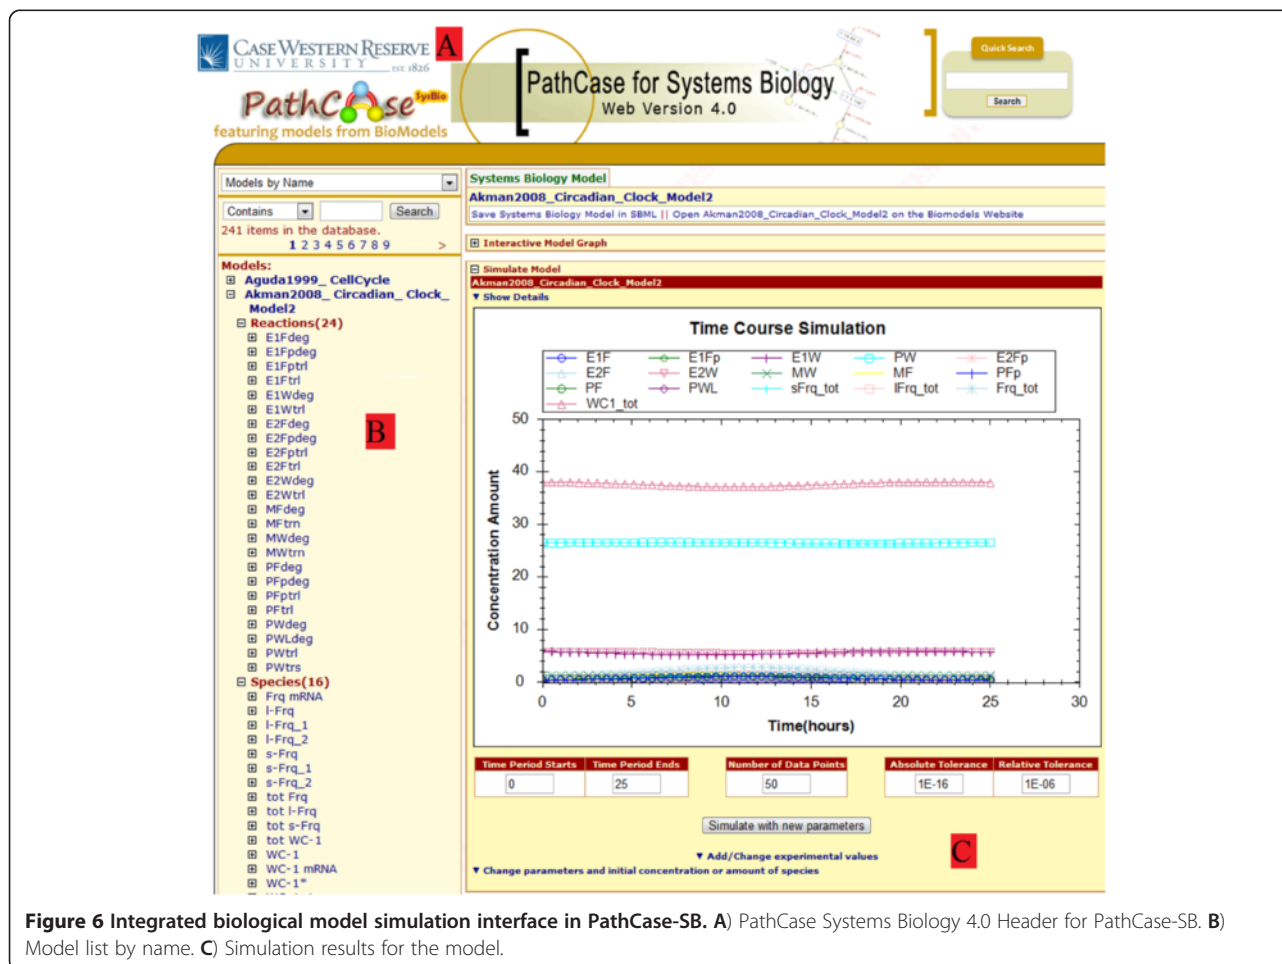 CASE WESTERN RESERVE
UNIVERSITY EST. 1826
A
PathCase SysBio
featuring models from BioModels
PathCase for Systems Biology
Web Version 4.0
Quick Search
Search
Models by Name
Contains Search
241 items in the database.
1 2 3 4 5 6 7 8 9 >
Models:
Aguda1999_ CellCycle
Akman2008_ Circadian_ Clock_
Model2
Reactions(24)
E1Fdeg
E1Fpdeg
E1Fptrl
E1Ftrl
E1Wdeg
E1Wtrl
E2Fdeg
E2Fpdeg
E2Fptrl
E2Ftrl
E2Wdeg
E2Wtrl
MFdeg
MFtrn
MWdeg
MWtrn
PFdeg
PFpdeg
PFptrl
PFtrl
PWdeg
PWLdeg
PWtrl
PWtrs
B
Species(16)
Frq mRNA
l-Frq
l-Frq_1
l-Frq_2
s-Frq
s-Frq_1
s-Frq_2
tot Frq
tot l-Frq
tot s-Frq
tot WC-1
WC-1
WC-1 mRNA
WC-1*
Systems Biology Model
Akman2008_Circadian_Clock_Model2
Save Systems Biology Model in SBML || Open Akman2008_Circadian_Clock_Model2 on the Biomodels Website
Interactive Model Graph
Simulate Model
Akman2008_Circadian_Clock_Model2
▼ Show Details
Time Course Simulation
E1F E1Fp E1W PW E2Fp
E2F E2W MW MF PFp
PF PWL sFrq_tot lFrq_tot Frq_tot
WC1_tot
50
40
30
20
10
0
Concentration Amount
0 5 10 15 20 25 30
Time(hours)
Time Period Starts Time Period Ends Number of Data Points Absolute Tolerance Relative Tolerance
0 25 50 1E-16 1E-06
Simulate with new parameters
C
▼ Add/Change experimental values
▼ Change parameters and initial concentration or amount of species
Figure 6 Integrated biological model simulation interface in PathCase-SB. A) PathCase Systems Biology 4.0 Header for PathCase-SB. B)
Model list by name. C) Simulation results for the model.